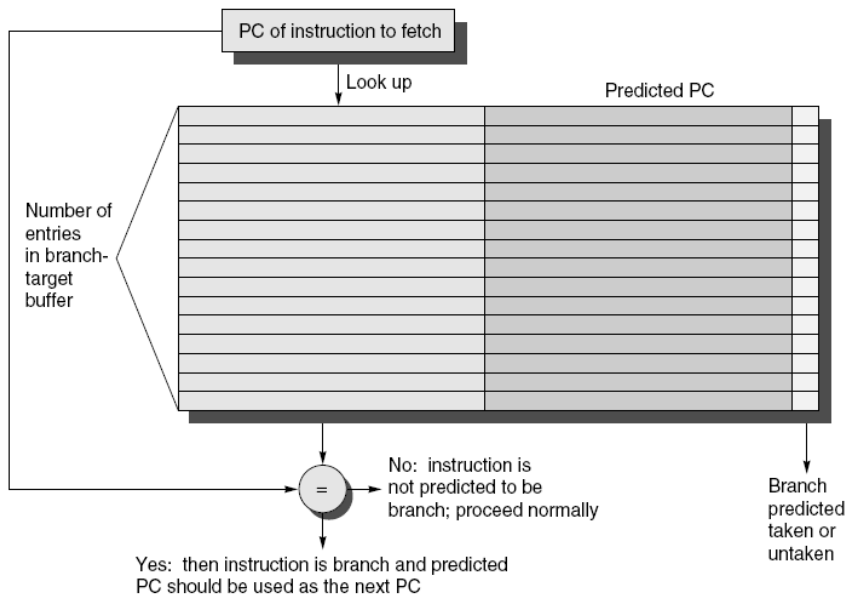 PC of instruction to fetch
Look up
Predicted PC
Number of
entries
in branch-
target
buffer
=
No: instruction is
not predicted to be
branch; proceed normally
Branch
predicted
taken or
untaken
Yes: then instruction is branch and predicted
PC should be used as the next PC